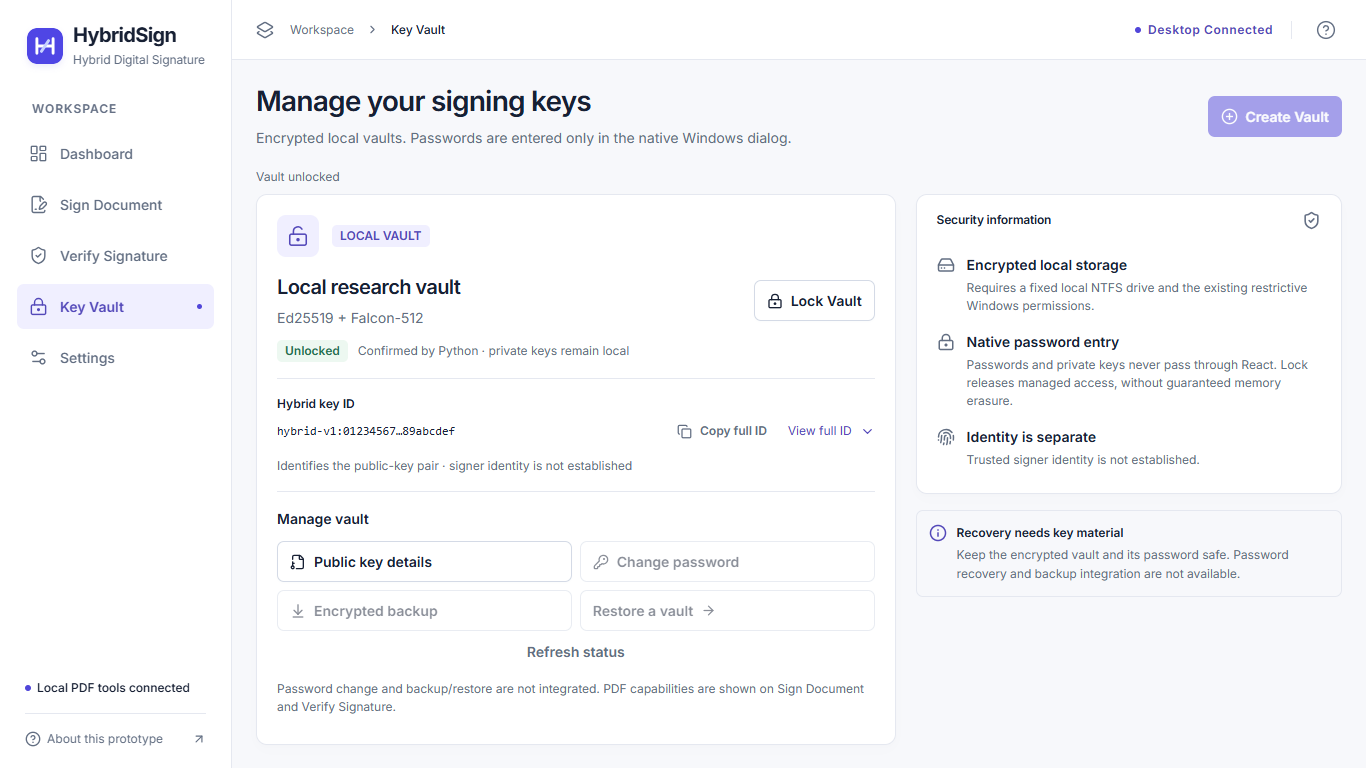 HybridSign
Hybrid Digital Signature
WORKSPACE
Dashboard
Sign Document
Verify Signature
Key Vault
Settings
Local PDF tools connected
About this prototype
Workspace
Key Vault
Desktop Connected
Manage your signing keys
Encrypted local vaults. Passwords are entered only in the native Windows dialog.
Create Vault
Vault unlocked
LOCAL VAULT
Local research vault
Ed25519 + Falcon-512
Lock Vault
Unlocked
Confirmed by Python · private keys remain local
Hybrid key ID
hybrid-v1:01234567…89abcdef
Copy full ID
View full ID
Identifies the public-key pair · signer identity is not established
Manage vault
Public key details
Change password
Encrypted backup
Restore a vault
Refresh status
Password change and backup/restore are not integrated. PDF capabilities are shown on Sign Document
and Verify Signature.
Security information
Encrypted local storage
Requires a fixed local NTFS drive and the existing restrictive
Windows permissions.
Native password entry
Passwords and private keys never pass through React. Lock
releases managed access, without guaranteed memory
erasure.
Identity is separate
Trusted signer identity is not established.
Recovery needs key material
Keep the encrypted vault and its password safe. Password
recovery and backup integration are not available.